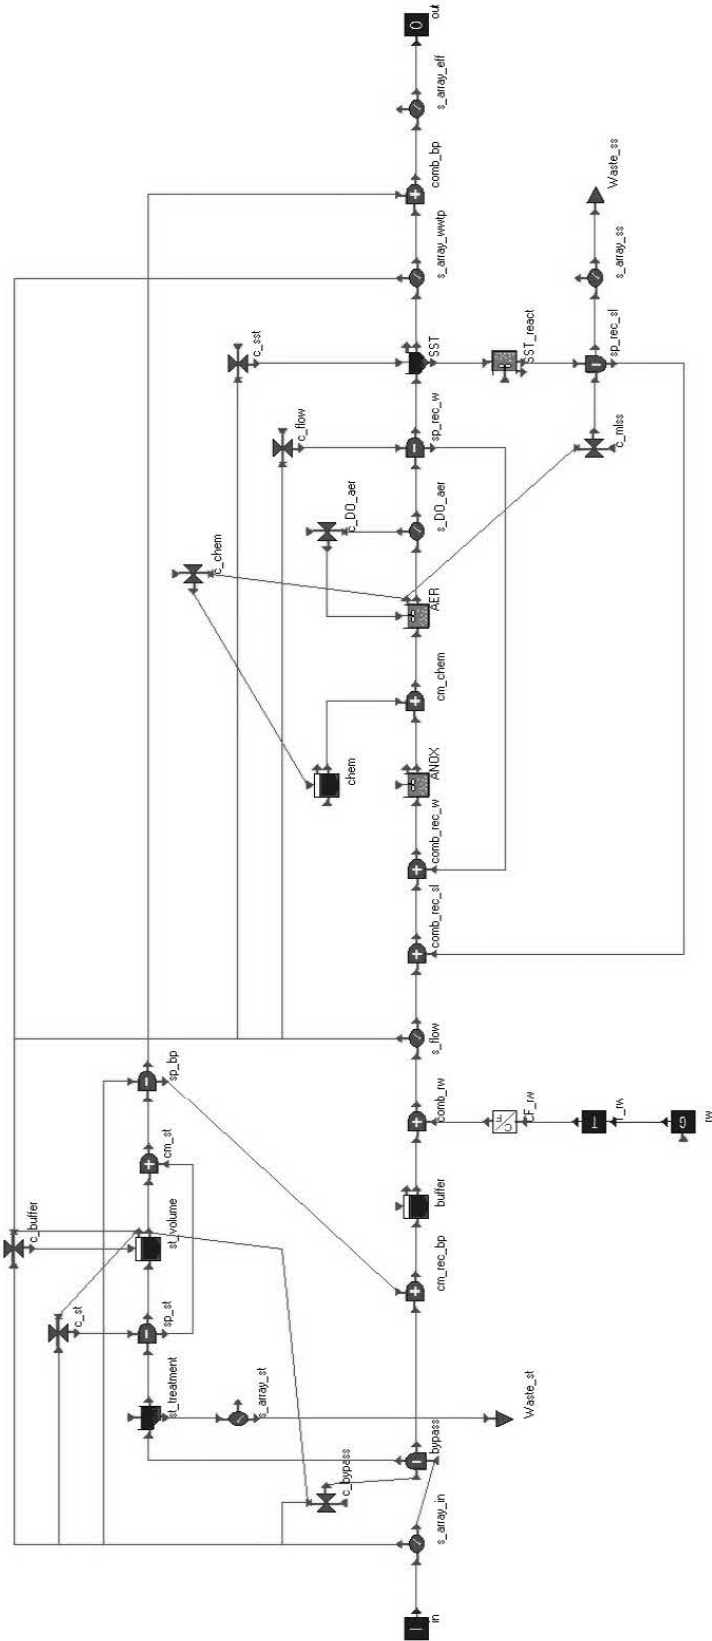 c_buffer
c_st
st_treatment
sp_st
st_volume
cm_st
sp_bp
c_chem
s_array_st
c_sst
c_flow
c_bypass
chem
c_DO_aer
I
in
s_array_in
bypass
cm_rec_bp
buffer
comb_rw
s_flow
comb_rec_sl
comb_rec_w
ANOX
cm_chem
AER
s_DO_aer
sp_rec_w
SST
s_array_wwtp
comb_bp
s_array_eff
O
out
Waste_st
C
F
CF_rw
SST_react
T
c_mlss
sp_rec_sl
s_array_ss
Waste_ss
G
rw